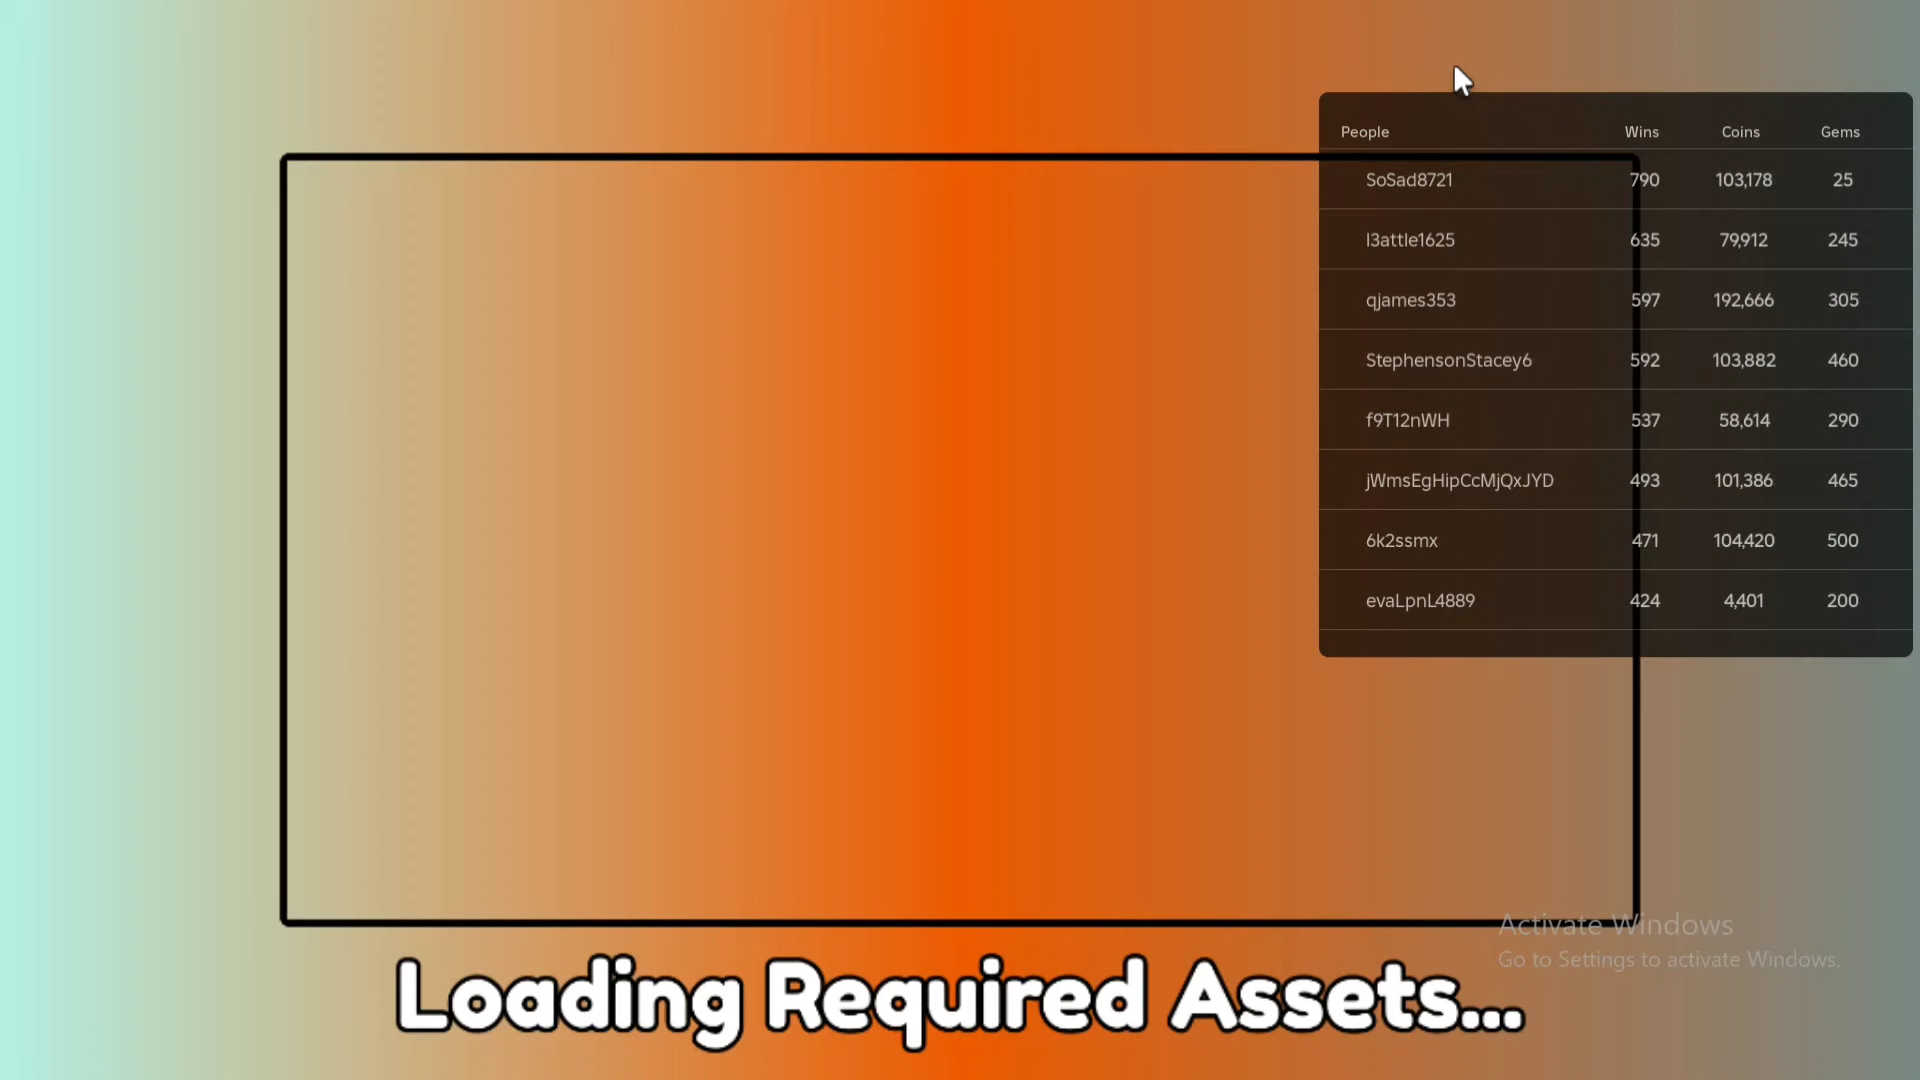 People Wins Coins Gems
SoSad8721 790 103,178 25
l3attle1625 635 79,912 245
qjames353 597 192,666 305
StephensonStacey6 592 103,882 460
f9T12nWH 537 58,614 290
jWmsEgHipCcMjQxJYD 493 101,386 465
6k2ssmx 471 104,420 500
evaLpnL4889 424 4,401 200
Activate Windows
Go to Settings to activate Windows.
Loading Required Assets...